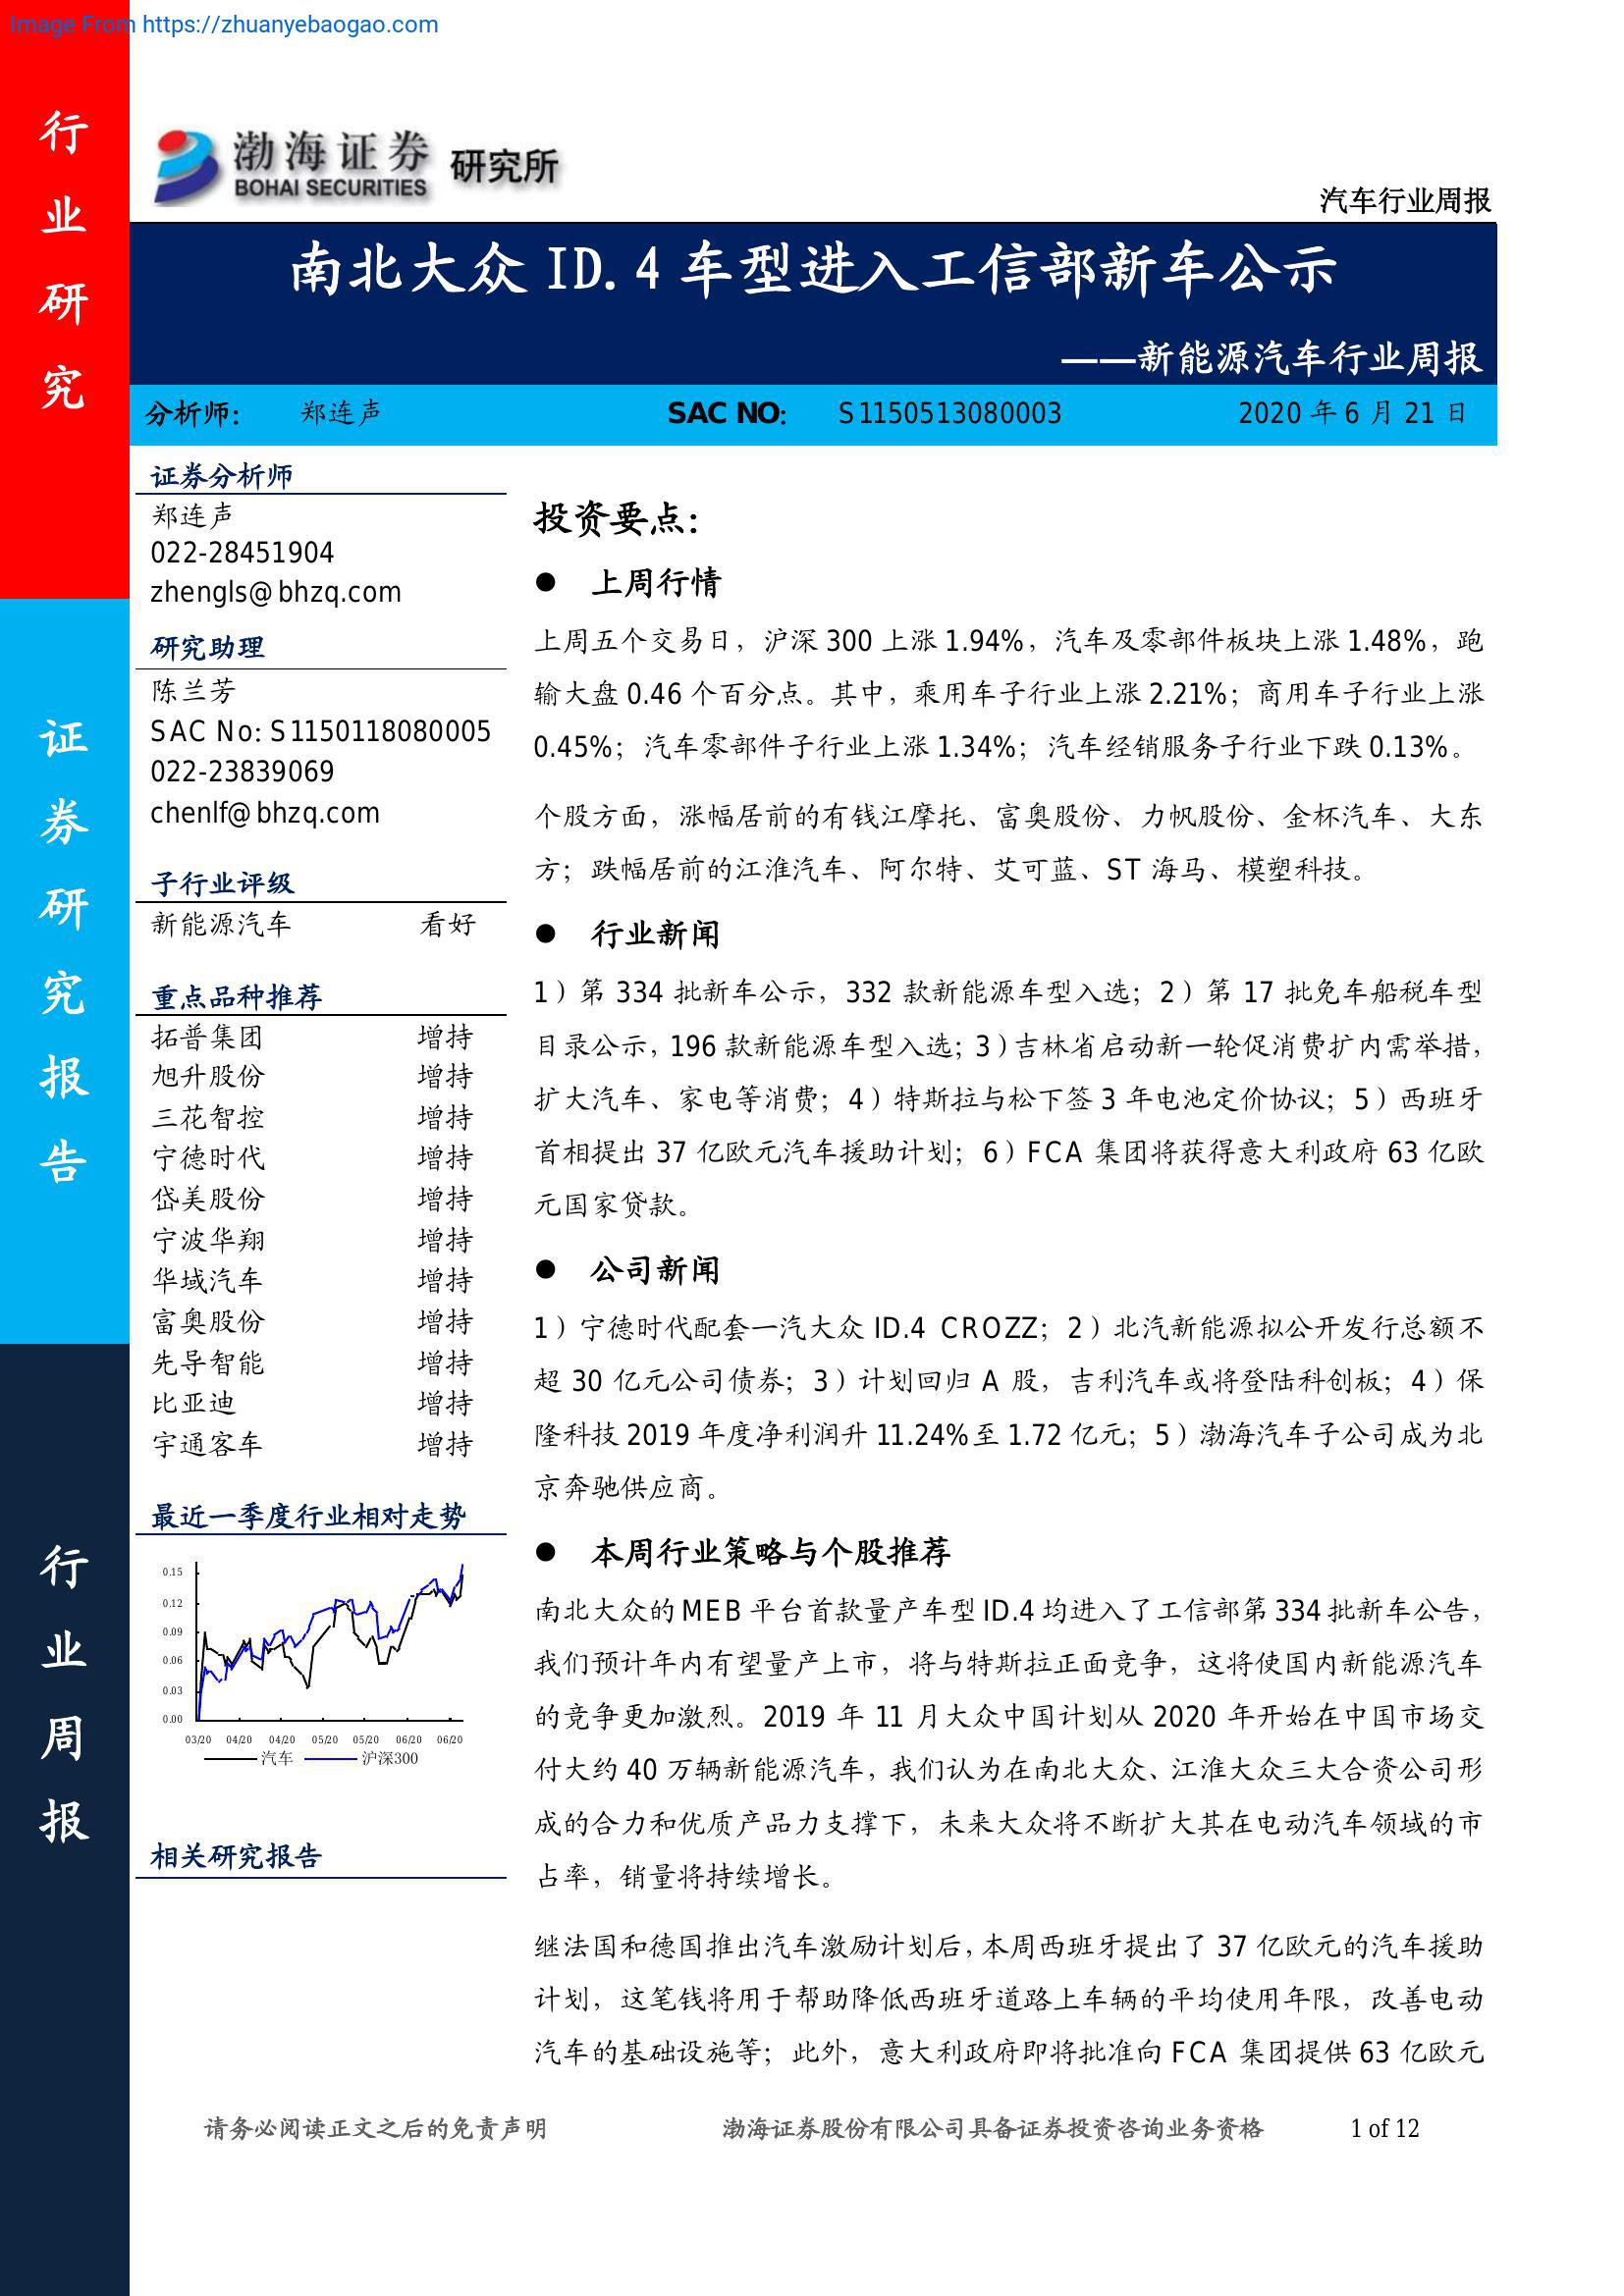 Image From https://zhuanyebaogao.com
行业研究
证券研究报告
行业周报
渤海证券 研究所
BOHAI SECURITIES
汽车行业周报
南北大众 ID.4 车型进入工信部新车公示
——新能源汽车行业周报
分析师： 郑连声 SAC NO： S1150513080003 2020 年 6 月 21 日
证券分析师
郑连声
022-28451904
zhengls@bhzq.com
研究助理
陈兰芳
SAC No: S1150118080005
022-23839069
chenlf@bhzq.com
子行业评级
新能源汽车 看好
重点品种推荐
拓普集团 增持
旭升股份 增持
三花智控 增持
宁德时代 增持
岱美股份 增持
宁波华翔 增持
华域汽车 增持
富奥股份 增持
先导智能 增持
比亚迪 增持
宇通客车 增持
最近一季度行业相对走势
0.15
0.12
0.09
0.06
0.03
0.00
03/20 04/20 04/20 05/20 05/20 06/20 06/20
汽车 沪深300
相关研究报告
投资要点：
● 上周行情
上周五个交易日，沪深 300 上涨 1.94%，汽车及零部件板块上涨 1.48%，跑
输大盘 0.46 个百分点。其中，乘用车子行业上涨 2.21%；商用车子行业上涨
0.45%；汽车零部件子行业上涨 1.34%；汽车经销服务子行业下跌 0.13%。
个股方面，涨幅居前的有钱江摩托、富奥股份、力帆股份、金杯汽车、大东
方；跌幅居前的江淮汽车、阿尔特、艾可蓝、ST 海马、模塑科技。
● 行业新闻
1）第 334 批新车公示，332 款新能源车型入选；2）第 17 批免车船税车型
目录公示，196 款新能源车型入选；3）吉林省启动新一轮促消费扩内需举措，
扩大汽车、家电等消费；4）特斯拉与松下签 3 年电池定价协议；5）西班牙
首相提出 37 亿欧元汽车援助计划；6）FCA 集团将获得意大利政府 63 亿欧
元国家贷款。
● 公司新闻
1）宁德时代配套一汽大众 ID.4 CROZZ；2）北汽新能源拟公开发行总额不
超 30 亿元公司债券；3）计划回归 A 股，吉利汽车或将登陆科创板；4）保
隆科技 2019 年度净利润升 11.24%至 1.72 亿元；5）渤海汽车子公司成为北
京奔驰供应商。
● 本周行业策略与个股推荐
南北大众的 MEB 平台首款量产车型 ID.4 均进入了工信部第 334 批新车公告，
我们预计年内有望量产上市，将与特斯拉正面竞争，这将使国内新能源汽车
的竞争更加激烈。2019 年 11 月大众中国计划从 2020 年开始在中国市场交
付大约 40 万辆新能源汽车，我们认为在南北大众、江淮大众三大合资公司形
成的合力和优质产品力支撑下，未来大众将不断扩大其在电动汽车领域的市
占率，销量将持续增长。
继法国和德国推出汽车激励计划后，本周西班牙提出了 37 亿欧元的汽车援助
计划，这笔钱将用于帮助降低西班牙道路上车辆的平均使用年限，改善电动
汽车的基础设施等；此外，意大利政府即将批准向 FCA 集团提供 63 亿欧元
请务必阅读正文之后的免责声明 渤海证券股份有限公司具备证券投资咨询业务资格 1 of 12